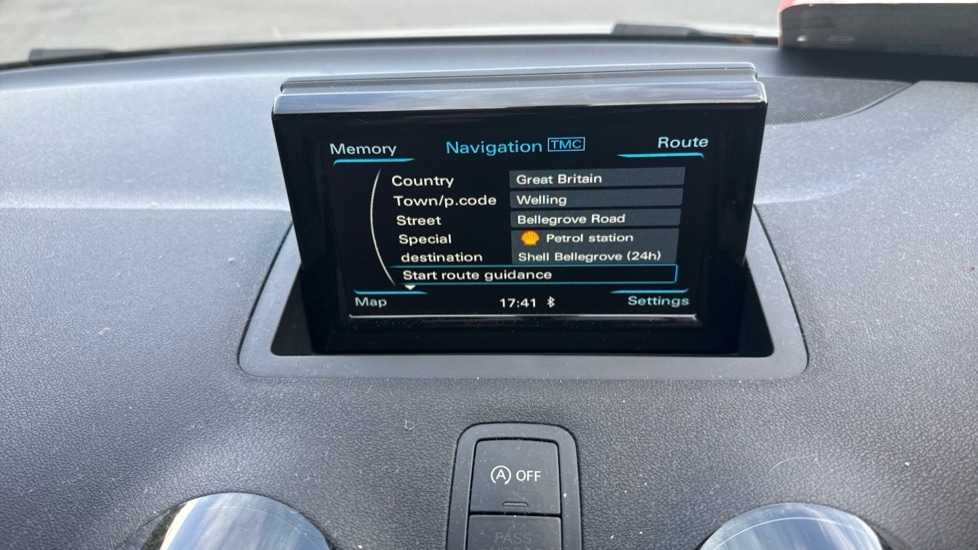 Memory Navigation TMC Route
Country Great Britain
Town/p.code Welling
Street Bellegrove Road
Special Petrol station
destination Shell Bellegrove (24h)
Start route guidance
Map 17:41 Settings
A OFF
PASS